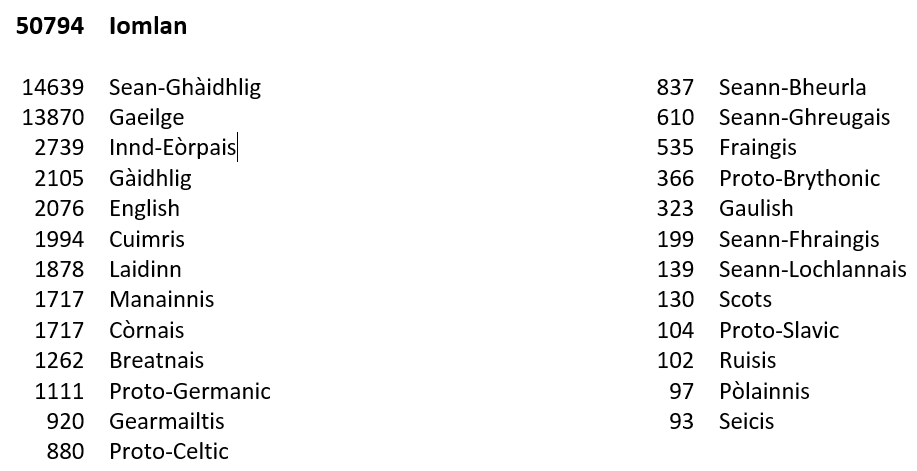 50794 Iomlan
14639 Sean-Ghàidhlig
13870 Gaeilge
2739 Innd-Eòrpais
2105 Gàidhlig
2076 English
1994 Cuimris
1878 Laidinn
1717 Manainnis
1717 Còrnais
1262 Breatnais
1111 Proto-Germanic
920 Gearmailtis
880 Proto-Celtic
837 Seann-Bheurla
610 Seann-Ghreugais
535 Fraingis
366 Proto-Brythonic
323 Gaulish
199 Seann-Fhraingis
139 Seann-Lochlannais
130 Scots
104 Proto-Slavic
102 Ruisis
97 Pòlainnis
93 Seicis